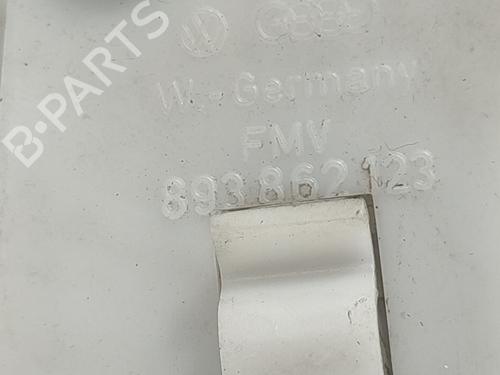 B-PARTS
W.-Germany
FMV
893 862 123